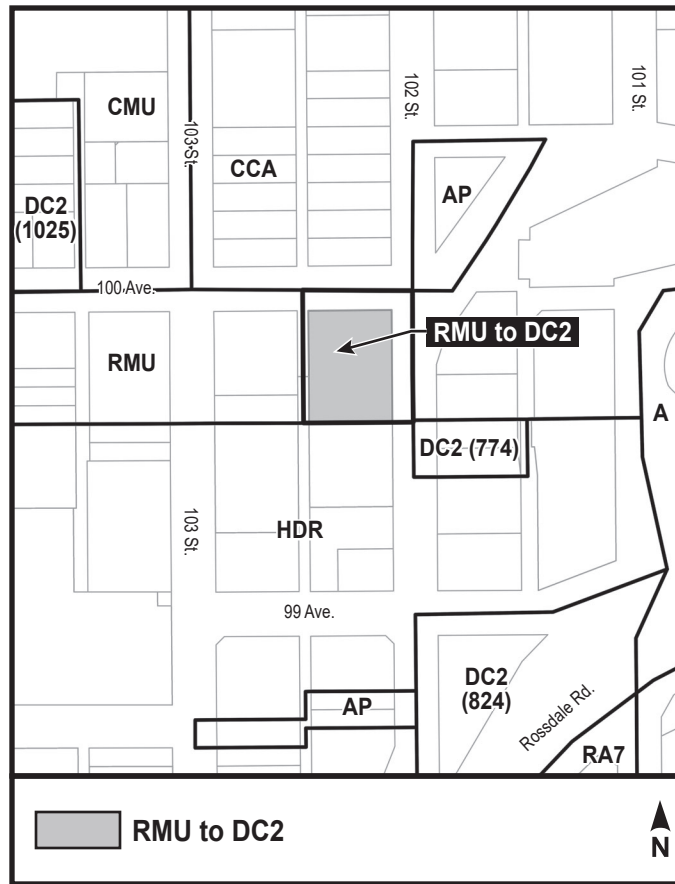 102 St.
101 St.
CMU
103 St.
CCA
AP
DC2
(1025)
100 Ave.
RMU to DC2
RMU
A
DC2 (774)
103 St.
HDR
99 Ave.
DC2
(824)
AP
Rossdale Rd.
RA7
RMU to DC2
N